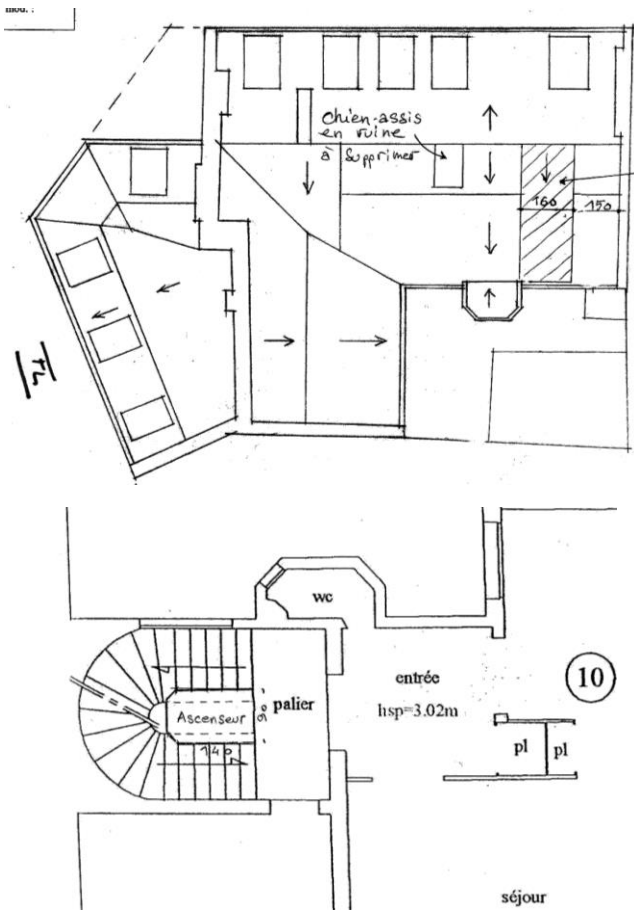 Chien-assis
en ruine
à supprimer
160
150
wc
entrée
10
hsp=3.02m
palier
Ascenseur
90
140
pl
pl
séjour